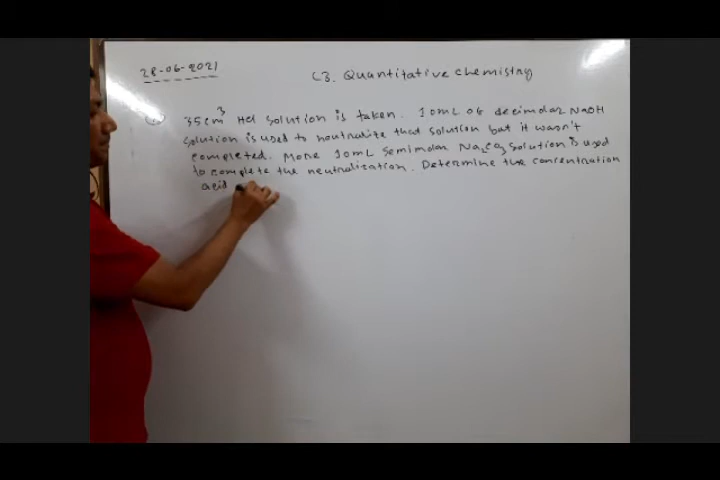 28-06-2021
C3. Quantitative chemistry
35cm³ Hcl solution is taken. 10mL of decimolar NaOH
solution is used to neutralize that solution but it wasn't
completed. More 10mL semimolar Na₂CO₃ solution is used
to complete the neutralization. Determine the concentration
acid